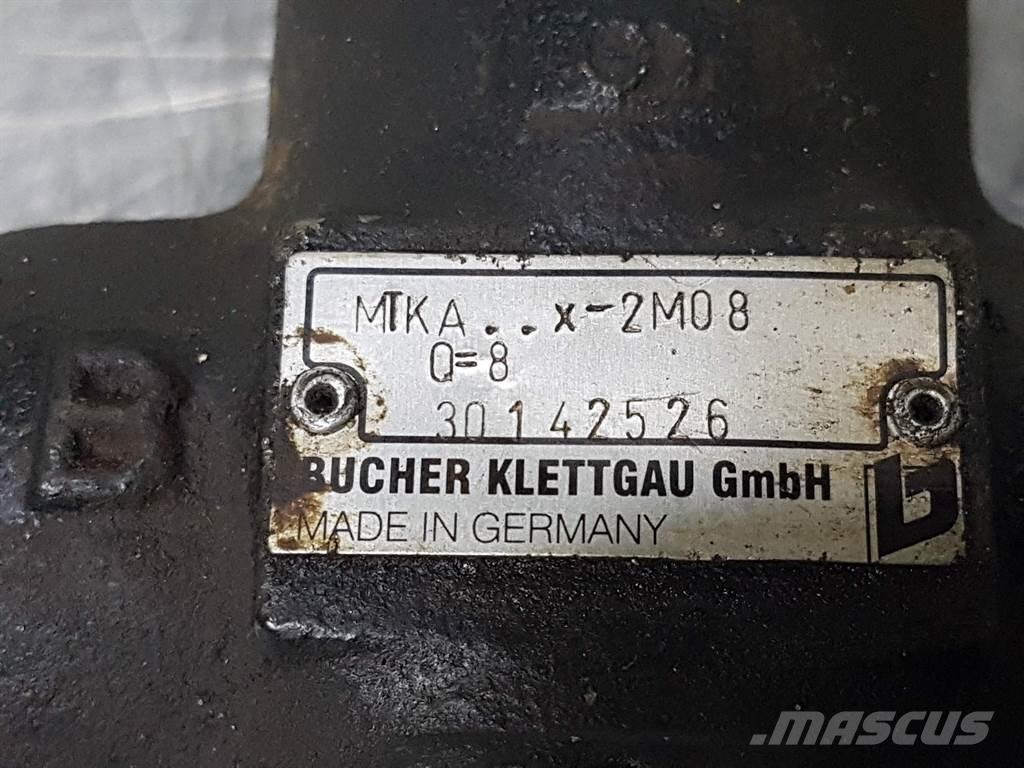 MTKA..x-2M08
Q=8
30142526
BUCHER KLETTGAU GmbH
MADE IN GERMANY
B
MASCUS